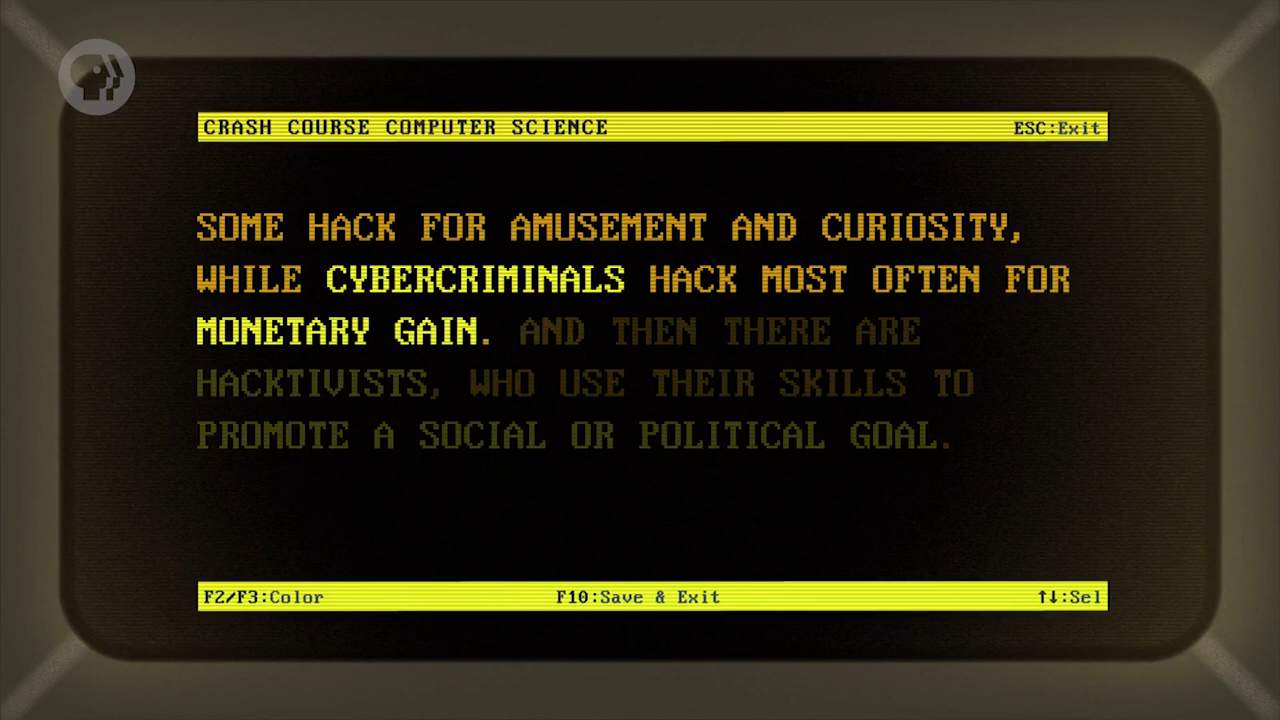 CRASH COURSE COMPUTER SCIENCE ESC:Exit
SOME HACK FOR AMUSEMENT AND CURIOSITY,
WHILE CYBERCRIMINALS HACK MOST OFTEN FOR
MONETARY GAIN. AND THEN THERE ARE
HACKTIVISTS, WHO USE THEIR SKILLS TO
PROMOTE A SOCIAL OR POLITICAL GOAL.
F2/F3:Color F10:Save & Exit ↑↓:Sel